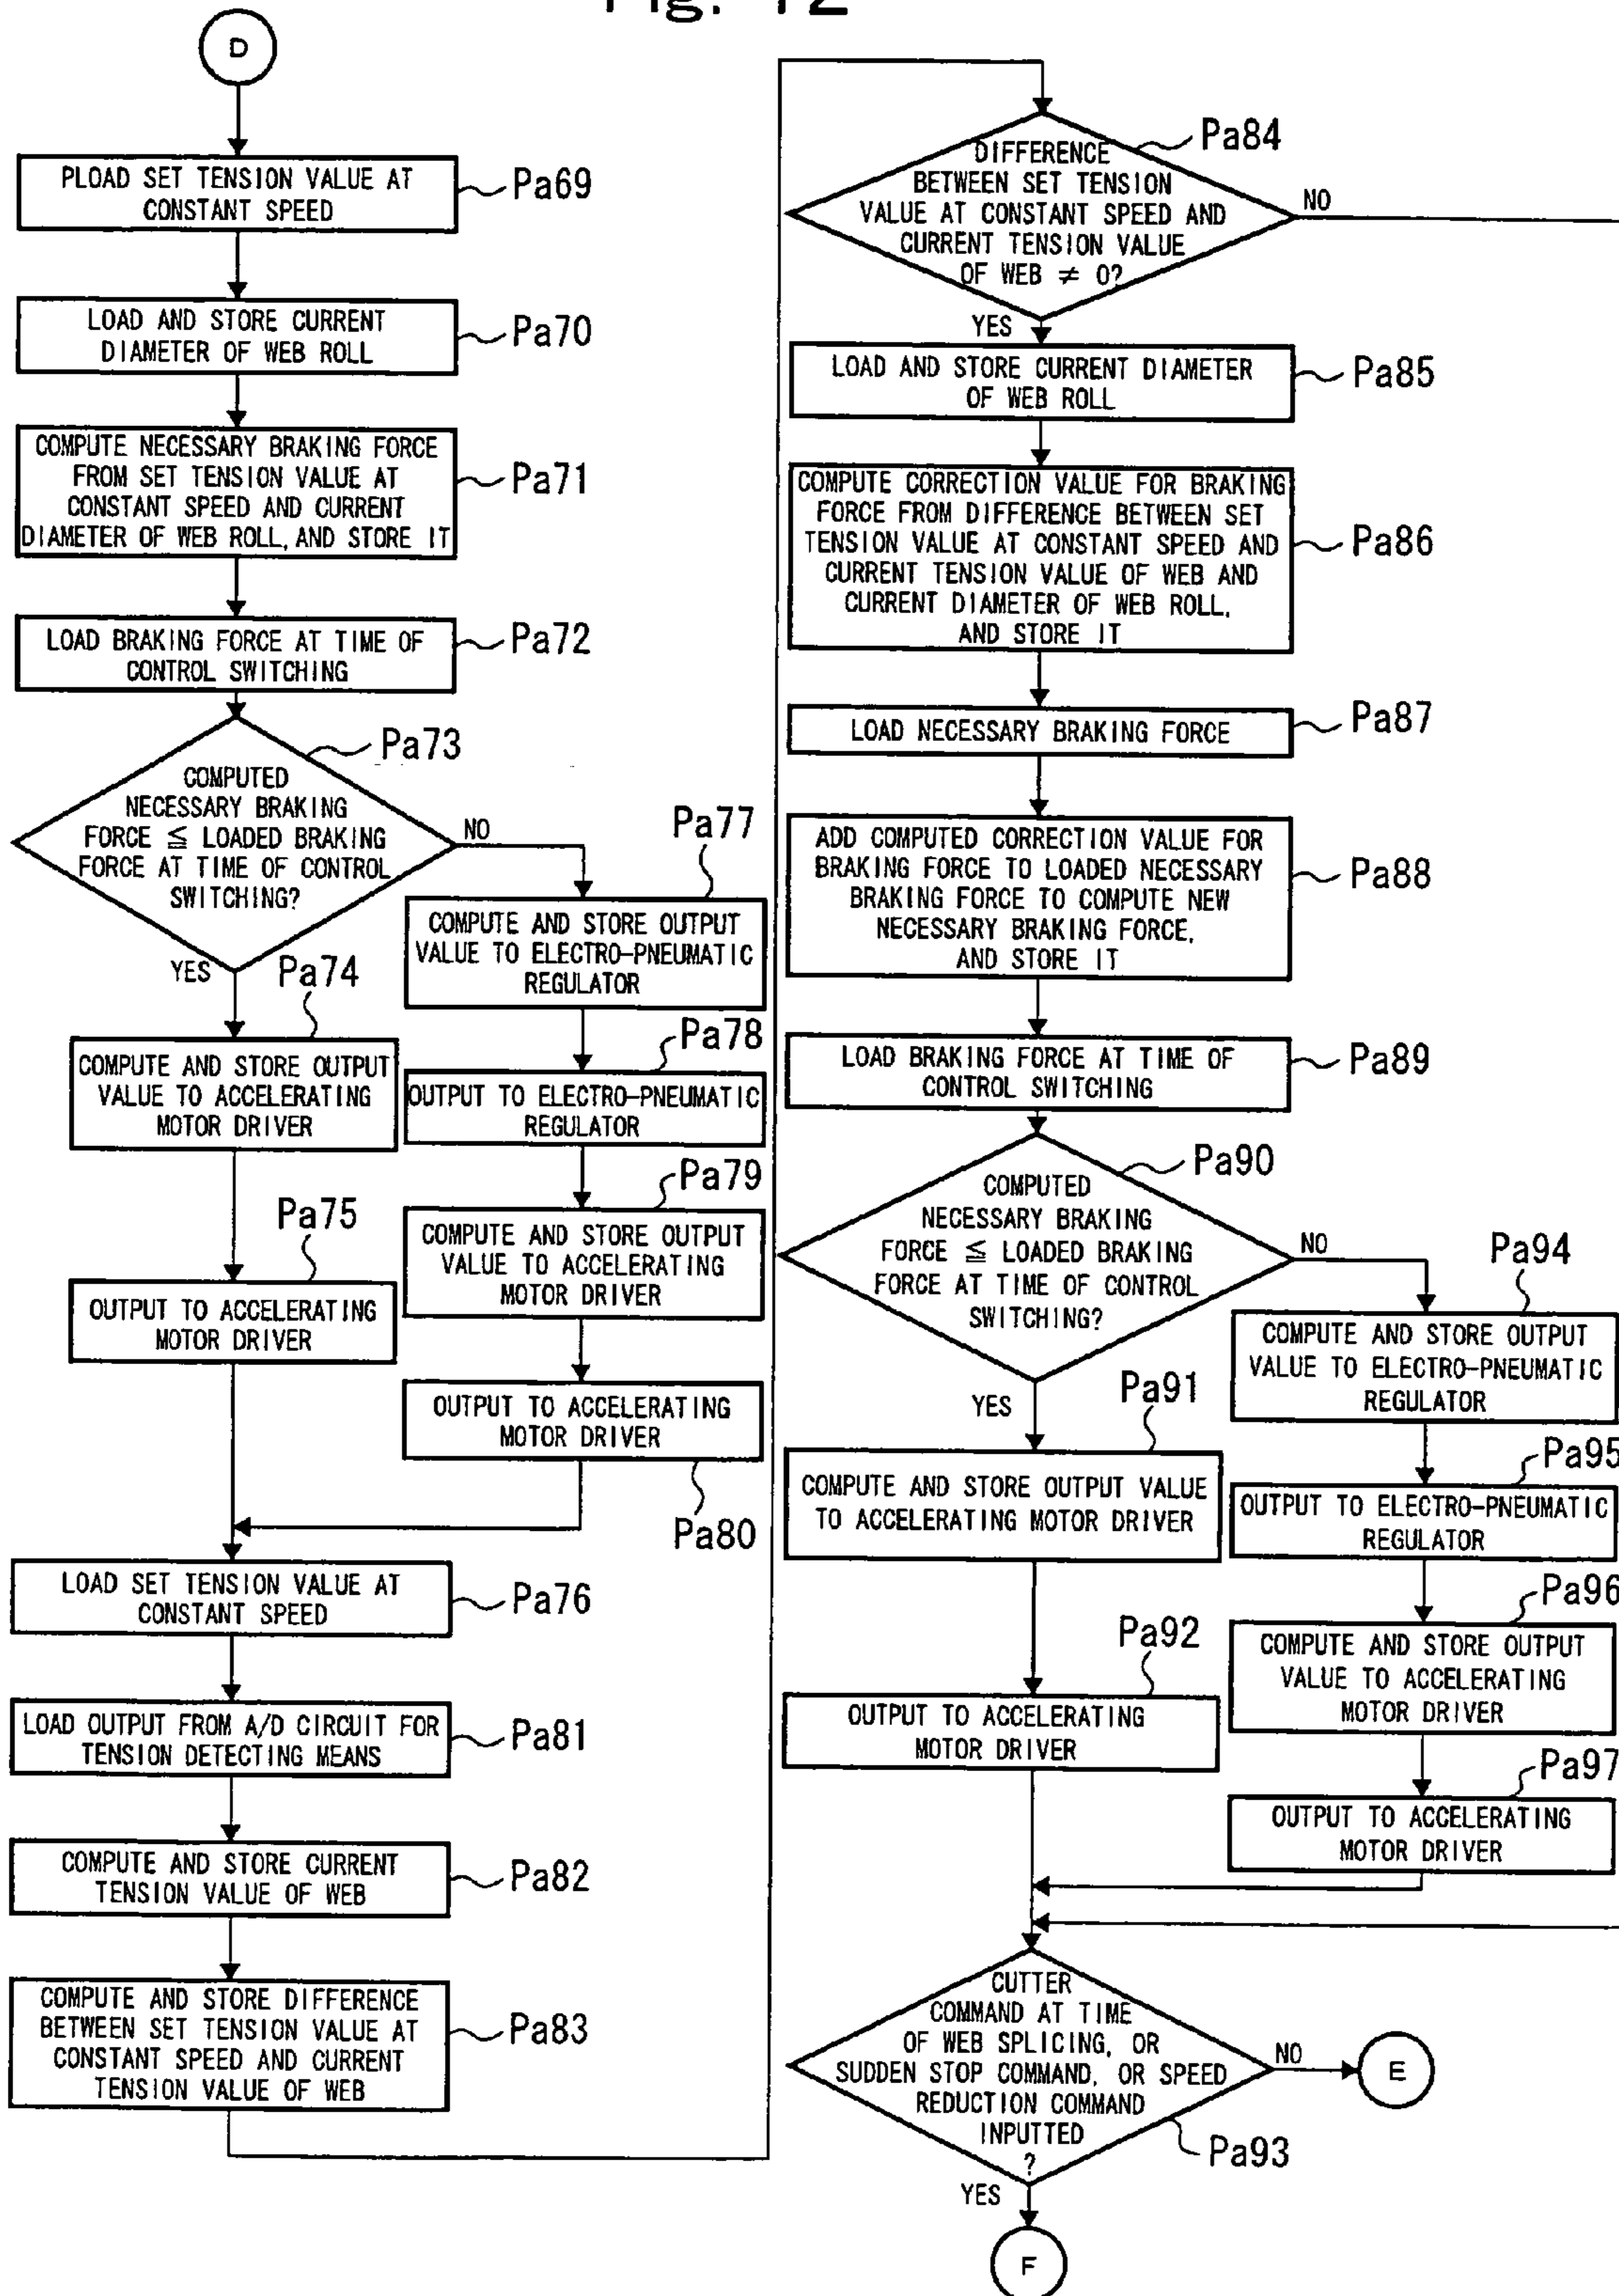 Fig. 12
D
PLOAD SET TENSION VALUE AT
CONSTANT SPEED
Pa69
LOAD AND STORE CURRENT
DIAMETER OF WEB ROLL
Pa70
COMPUTE NECESSARY BRAKING FORCE
FROM SET TENSION VALUE AT
CONSTANT SPEED AND CURRENT
DIAMETER OF WEB ROLL, AND STORE IT
Pa71
LOAD BRAKING FORCE AT TIME OF
CONTROL SWITCHING
Pa72
COMPUTED
NECESSARY BRAKING
FORCE ≦ LOADED BRAKING
FORCE AT TIME OF CONTROL
SWITCHING?
Pa73
NO
YES
Pa74
COMPUTE AND STORE OUTPUT
VALUE TO ACCELERATING
MOTOR DRIVER
Pa75
OUTPUT TO ACCELERATING
MOTOR DRIVER
Pa77
COMPUTE AND STORE OUTPUT
VALUE TO ELECTRO-PNEUMATIC
REGULATOR
Pa78
OUTPUT TO ELECTRO-PNEUMATIC
REGULATOR
Pa79
COMPUTE AND STORE OUTPUT
VALUE TO ACCELERATING
MOTOR DRIVER
OUTPUT TO ACCELERATING
MOTOR DRIVER
Pa80
LOAD SET TENSION VALUE AT
CONSTANT SPEED
Pa76
LOAD OUTPUT FROM A/D CIRCUIT FOR
TENSION DETECTING MEANS
Pa81
COMPUTE AND STORE CURRENT
TENSION VALUE OF WEB
Pa82
COMPUTE AND STORE DIFFERENCE
BETWEEN SET TENSION VALUE AT
CONSTANT SPEED AND CURRENT
TENSION VALUE OF WEB
Pa83
DIFFERENCE
BETWEEN SET TENSION
VALUE AT CONSTANT SPEED AND
CURRENT TENSION VALUE
OF WEB ≠ 0?
Pa84
NO
YES
LOAD AND STORE CURRENT DIAMETER
OF WEB ROLL
Pa85
COMPUTE CORRECTION VALUE FOR BRAKING
FORCE FROM DIFFERENCE BETWEEN SET
TENSION VALUE AT CONSTANT SPEED AND
CURRENT TENSION VALUE OF WEB AND
CURRENT DIAMETER OF WEB ROLL,
AND STORE IT
Pa86
LOAD NECESSARY BRAKING FORCE
Pa87
ADD COMPUTED CORRECTION VALUE FOR
BRAKING FORCE TO LOADED NECESSARY
BRAKING FORCE TO COMPUTE NEW
NECESSARY BRAKING FORCE,
AND STORE IT
Pa88
LOAD BRAKING FORCE AT TIME OF
CONTROL SWITCHING
Pa89
COMPUTED
NECESSARY BRAKING
FORCE ≦ LOADED BRAKING
FORCE AT TIME OF CONTROL
SWITCHING?
Pa90
NO
YES
Pa91
COMPUTE AND STORE OUTPUT VALUE
TO ACCELERATING MOTOR DRIVER
Pa92
OUTPUT TO ACCELERATING
MOTOR DRIVER
Pa94
COMPUTE AND STORE OUTPUT
VALUE TO ELECTRO-PNEUMATIC
REGULATOR
Pa95
OUTPUT TO ELECTRO-PNEUMATIC
REGULATOR
Pa96
COMPUTE AND STORE OUTPUT
VALUE TO ACCELERATING
MOTOR DRIVER
Pa97
OUTPUT TO ACCELERATING
MOTOR DRIVER
CUTTER
COMMAND AT TIME
OF WEB SPLICING, OR
SUDDEN STOP COMMAND, OR SPEED
REDUCTION COMMAND
INPUTTED
?
Pa93
NO
E
YES
F